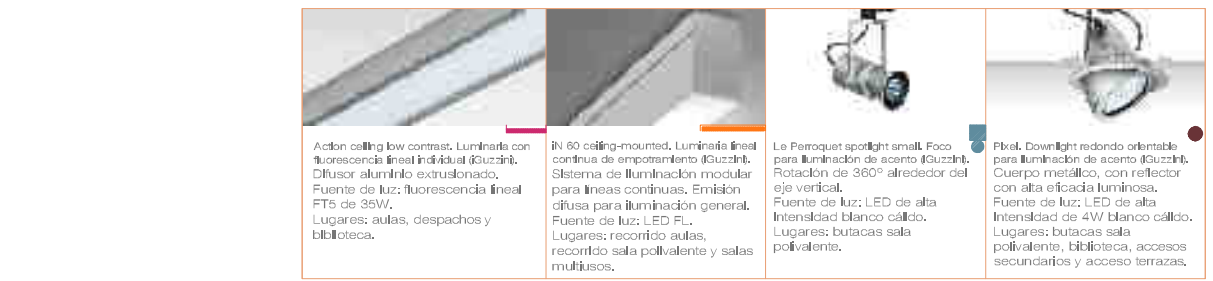 Action ceiling low contrast. Luminaria con
fluorescencia lineal individual (iGuzzini).
Difusor aluminio extrusionado.
Fuente de luz: fluorescencia lineal
FT5 de 35W.
Lugares: aulas, despachos y
biblioteca.
iN 60 ceiling-mounted. Luminaria lineal
continua de empotramiento (iGuzzini).
Sistema de iluminación modular
para líneas continuas. Emisión
difusa para iluminación general.
Fuente de luz: LED FL.
Lugares: recorrido aulas,
recorrido sala polivalente y salas
multiusos.
Le Perroquet spotlight small. Foco
para iluminación de acento (iGuzzini).
Rotación de 360º alrededor del
eje vertical.
Fuente de luz: LED de alta
intensidad blanco cálido.
Lugares: butacas sala
polivalente.
Pixel. Downlight redondo orientable
para iluminación de acento (iGuzzini).
Cuerpo metálico, con reflector
con alta eficacia luminosa.
Fuente de luz: LED de alta
intensidad de 4W blanco cálido.
Lugares: butacas sala
polivalente, biblioteca, accesos
secundarios y acceso terrazas.